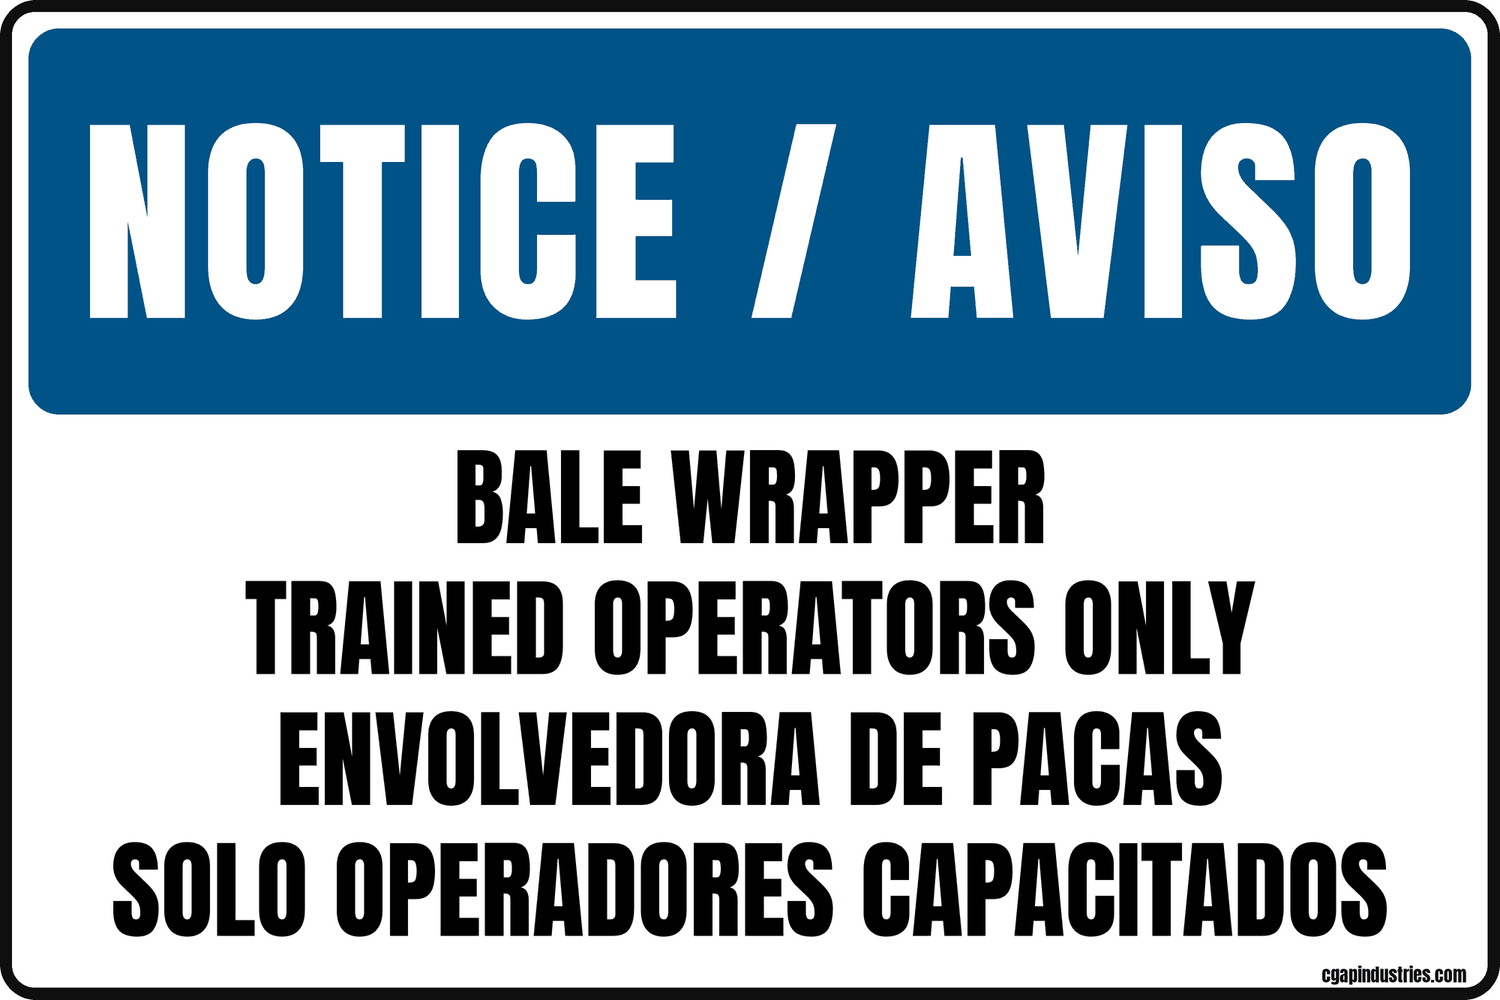 NOTICE / AVISO
BALE WRAPPER
TRAINED OPERATORS ONLY
ENVOLVEDORA DE PACAS
SOLO OPERADORES CAPACITADOS
cgapindustries.com